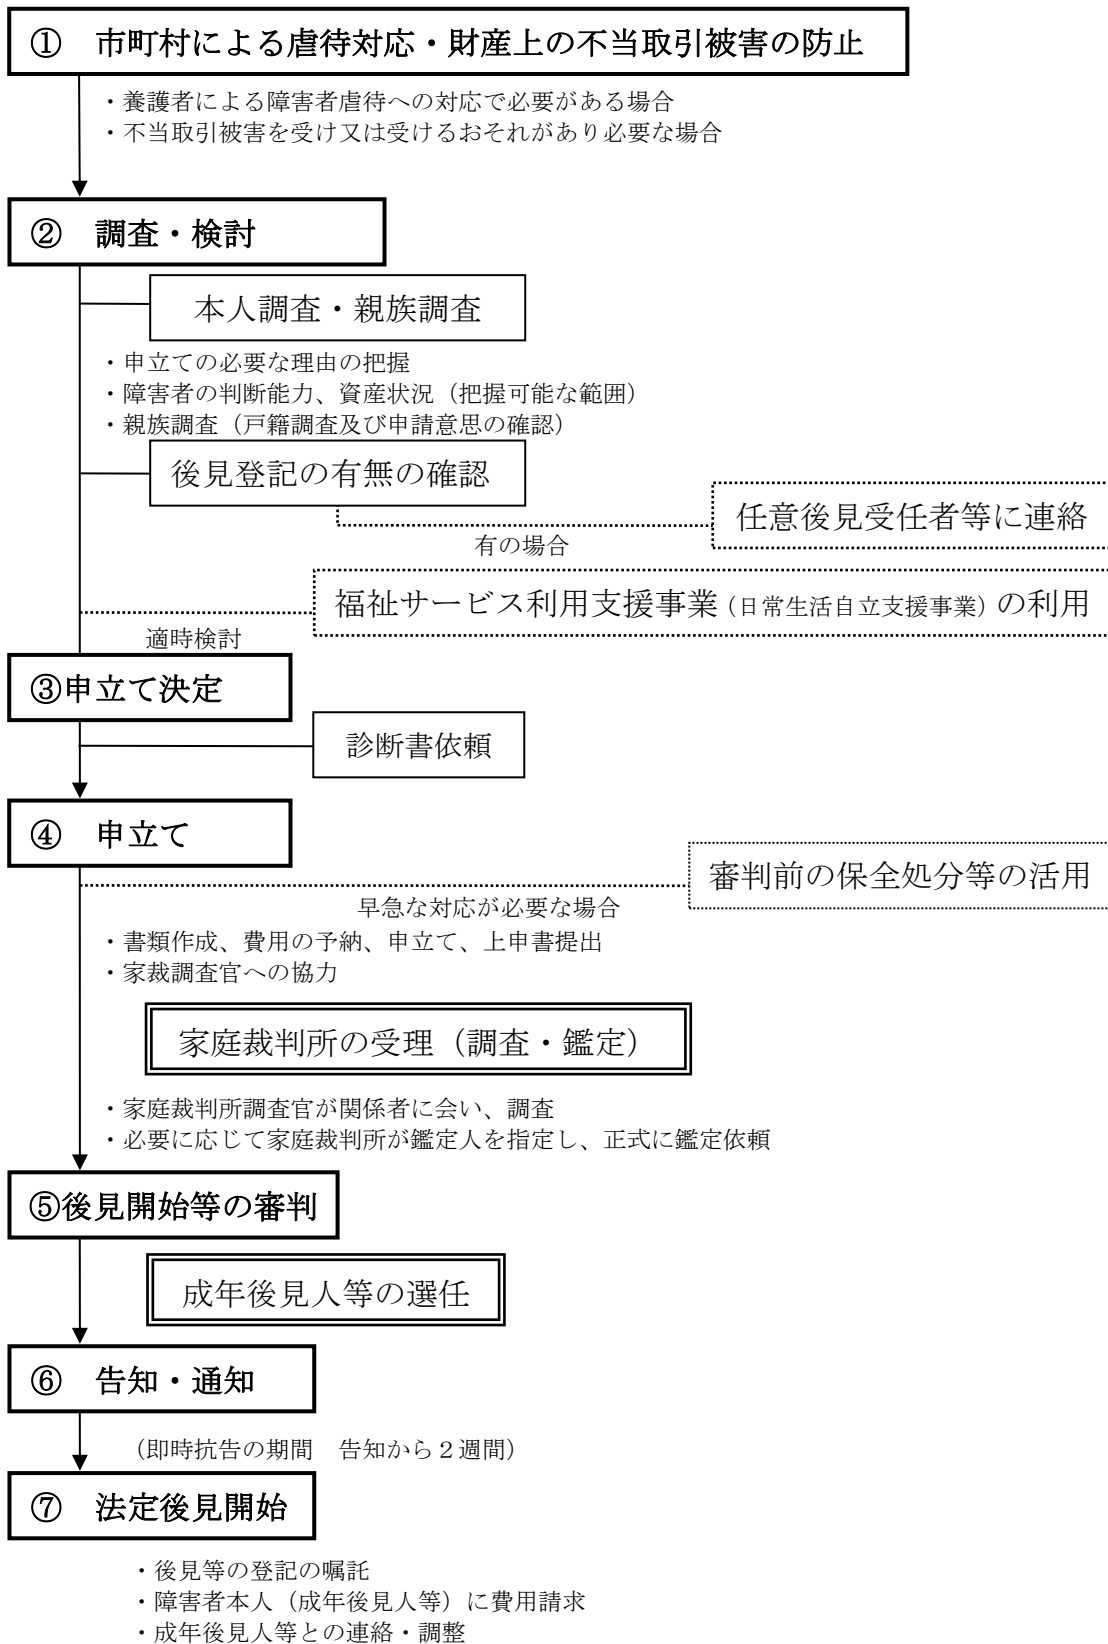 ①　市町村による虐待対応・財産上の不当取引被害の防止
・養護者による障害者虐待への対応で必要がある場合
・不当取引被害を受け又は受けるおそれがあり必要な場合
②　調査・検討
本人調査・親族調査
・申立ての必要な理由の把握
・障害者の判断能力、資産状況（把握可能な範囲）
・親族調査（戸籍調査及び申請意思の確認）
後見登記の有無の確認
任意後見受任者等に連絡
有の場合
福祉サービス利用支援事業（日常生活自立支援事業）の利用
適時検討
③申立て決定
診断書依頼
④　申立て
審判前の保全処分等の活用
早急な対応が必要な場合
・書類作成、費用の予納、申立て、上申書提出
・家裁調査官への協力
家庭裁判所の受理（調査・鑑定）
・家庭裁判所調査官が関係者に会い、調査
・必要に応じて家庭裁判所が鑑定人を指定し、正式に鑑定依頼
⑤後見開始等の審判
成年後見人等の選任
⑥　告知・通知
（即時抗告の期間　告知から２週間）
⑦　法定後見開始
・後見等の登記の嘱託
・障害者本人（成年後見人等）に費用請求
・成年後見人等との連絡・調整